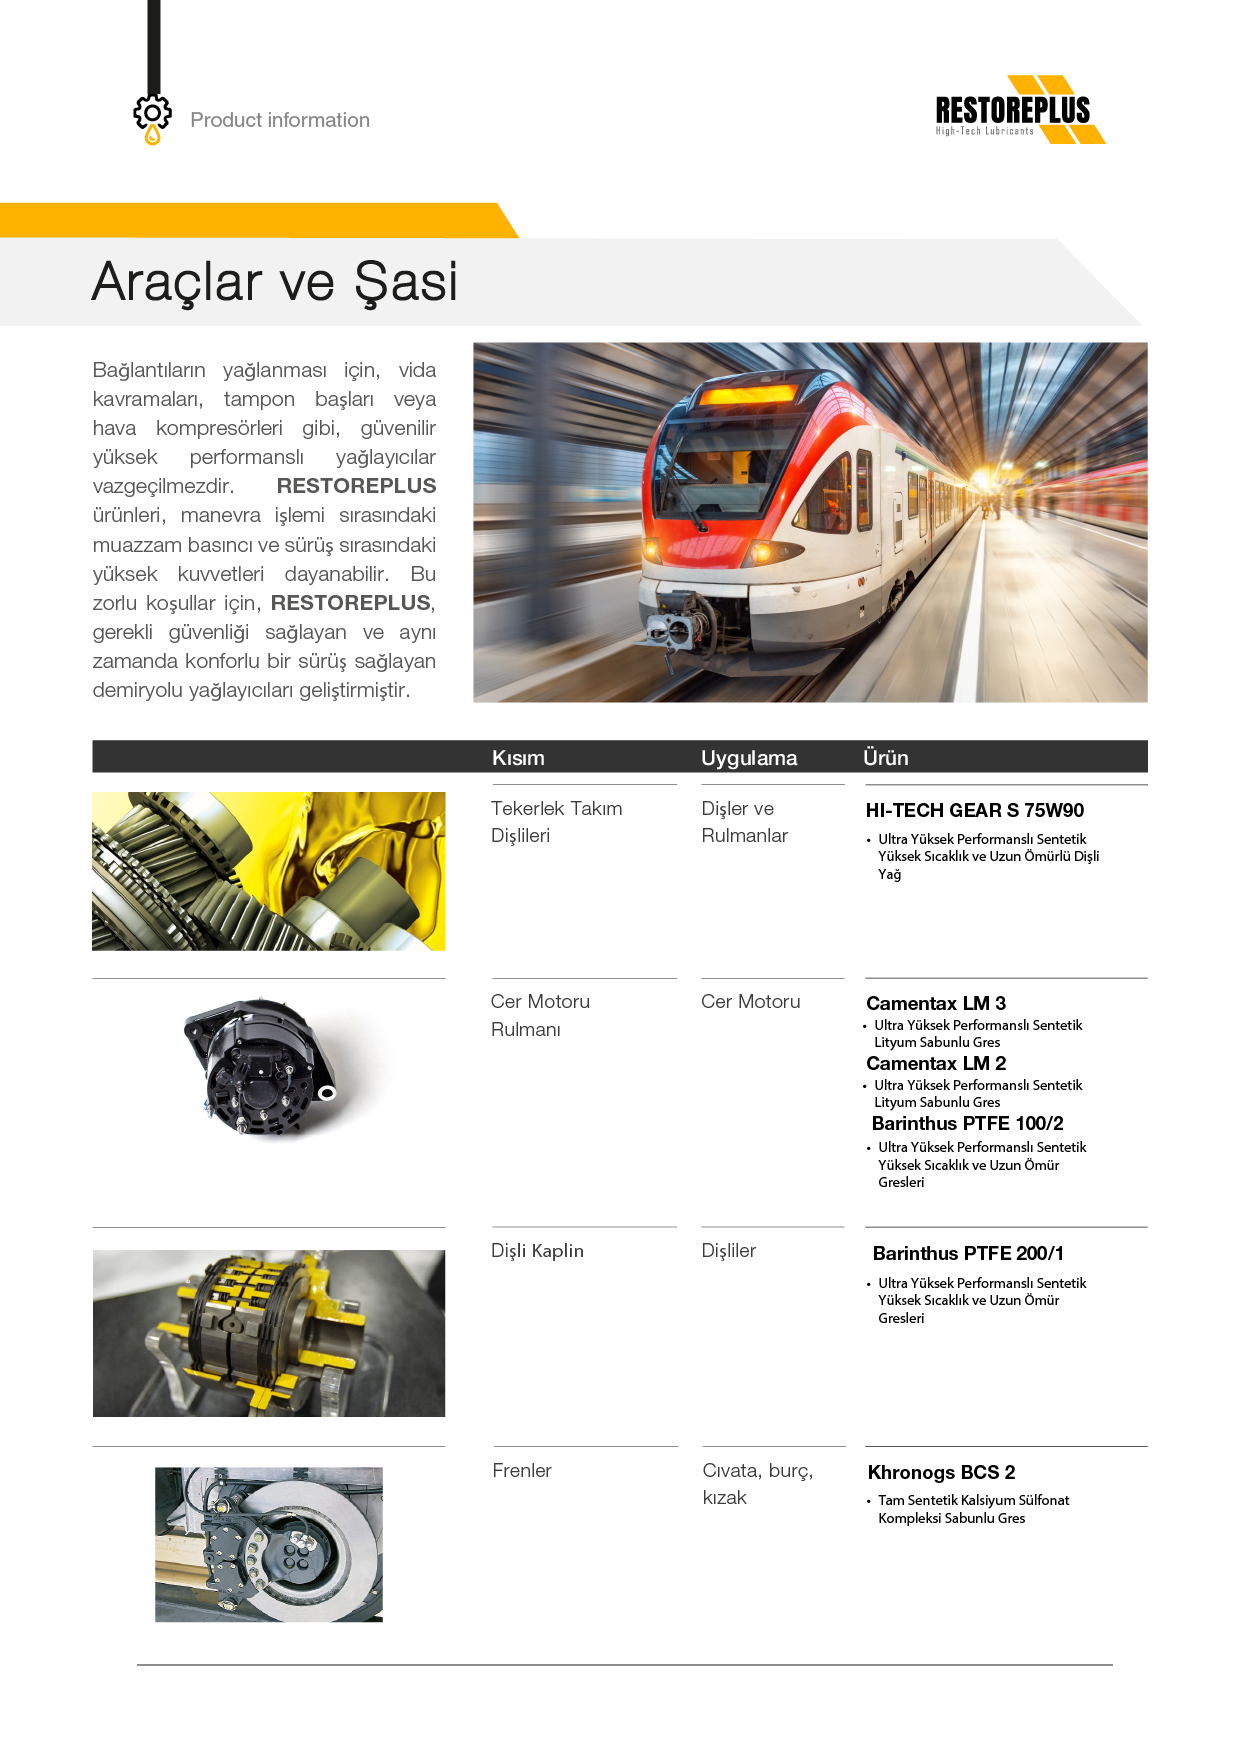 Product information
RESTOREPLUS
High-Tech Lubricants
Araçlar ve Şasi
Bağlantıların yağlanması için, vida
kavramaları, tampon başları veya
hava kompresörleri gibi, güvenilir
yüksek performanslı yağlayıcılar
vazgeçilmezdir. RESTOREPLUS
ürünleri, manevra işlemi sırasındaki
muazzam basıncı ve sürüş sırasındaki
yüksek kuvvetleri dayanabilir. Bu
zorlu koşullar için, RESTOREPLUS,
gerekli güvenliği sağlayan ve aynı
zamanda konforlu bir sürüş sağlayan
demiryolu yağlayıcıları geliştirmiştir.
Kısım Uygulama Ürün
Tekerlek Takım
Dişlileri
Dişler ve
Rulmanlar
HI-TECH GEAR S 75W90
• Ultra Yüksek Performanslı Sentetik
Yüksek Sıcaklık ve Uzun Ömürlü Dişli
Yağ
Cer Motoru
Rulmanı
Cer Motoru
Camentax LM 3
• Ultra Yüksek Performanslı Sentetik
Lityum Sabunlu Gres
Camentax LM 2
• Ultra Yüksek Performanslı Sentetik
Lityum Sabunlu Gres
Barinthus PTFE 100/2
• Ultra Yüksek Performanslı Sentetik
Yüksek Sıcaklık ve Uzun Ömür
Gresleri
Dişli Kaplin
Dişliler
Barinthus PTFE 200/1
• Ultra Yüksek Performanslı Sentetik
Yüksek Sıcaklık ve Uzun Ömür
Gresleri
Frenler
Cıvata, burç,
kızak
Khronogs BCS 2
• Tam Sentetik Kalsiyum Sülfonat
Kompleksi Sabunlu Gres